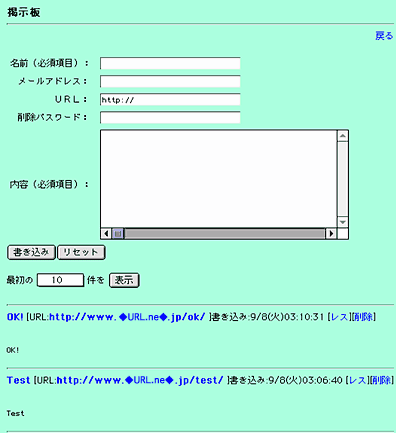 掲示板
戻る
名前（必須項目）：
メールアドレス：
ＵＲＬ：
http://
削除パスワード：
内容（必須項目）：
書き込み リセット
最初の 10 件を 表示
OK! [URL:http://www.◆URL.ne◆.jp/ok/ ]書き込み:9/8(火)03:10:31 [レス][削除]
OK!
Test [URL:http://www.◆URL.ne◆.jp/test/ ]書き込み:9/8(火)03:06:40 [レス][削除]
Test